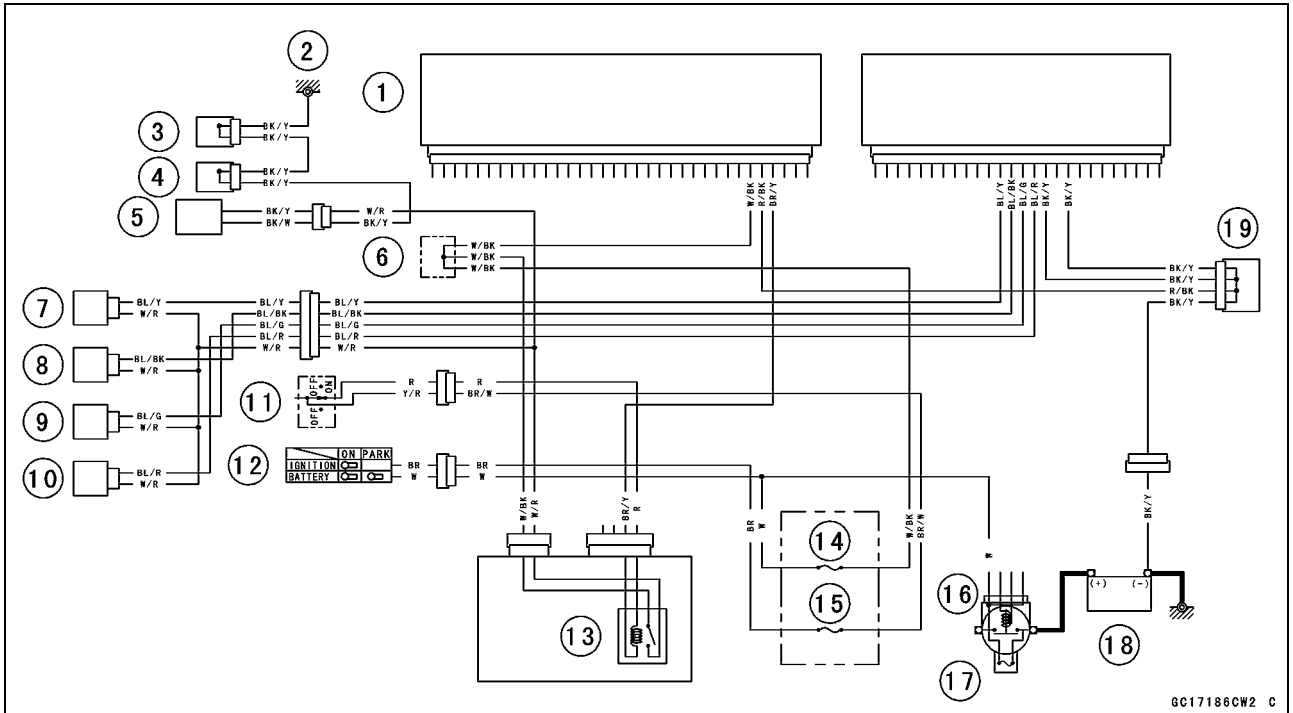 2
1
3
BK/Y
BK/Y
4
BK/Y
BK/Y
5
BK/Y
BK/W
W/R
BK/Y
W/BK
R/BK
BR/Y
BL/Y
BL/BK
BL/G
BL/R
BK/Y
BK/Y
6
W/BK
W/BK
W/BK
19
BK/Y
BK/Y
R/BK
BK/Y
7
BL/Y
W/R
BL/Y
BL/BK
BL/G
BL/R
W/R
BL/Y
BL/BK
BL/G
BL/R
W/R
8
BL/BK
W/R
9
BL/G
W/R
10
BL/R
W/R
11
OFF
ON
OFF
R
Y/R
R
BR/W
12
ON PARK
IGNITION
BATTERY
BR
W
BR
W
W/BK
W/R
BR/Y
R
BR
W
W/BK
BR/W
W
BK/Y
14
15
13
16
17
(+) (-)
18
GC17186CW2 C